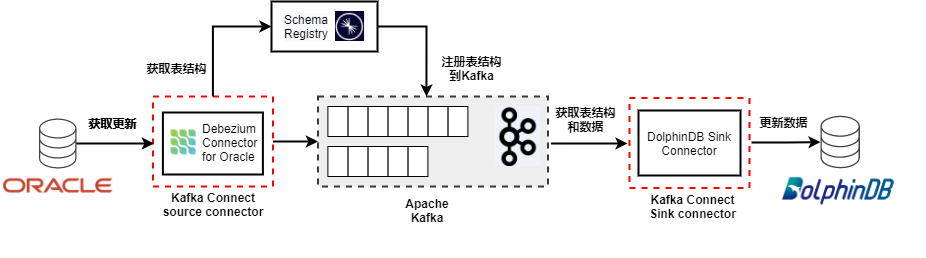 Schema
Registry
获取表结构
注册表结构
到Kafka
获取更新
Debezium
Connector
for Oracle
获取表结构
和数据
DolphinDB Sink
Connector
更新数据
ORACLE
DolphinDB
Kafka Connect
source connector
Apache
Kafka
Kafka Connect
Sink connector